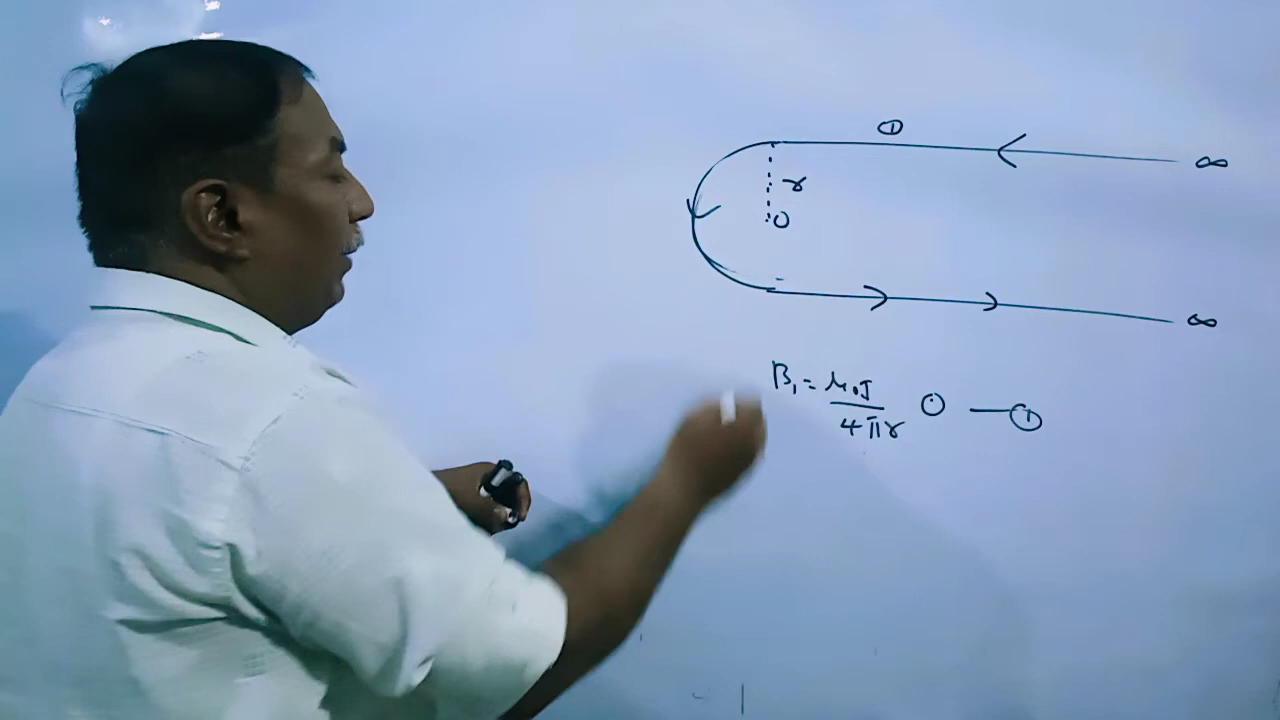 ①
∞
r
O
∞
B₁ = μ₀I / 4πr ⊙ — ①